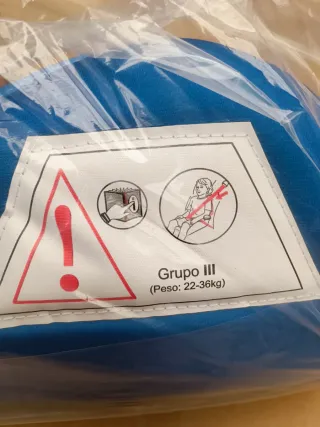 Grupo III
(Peso: 22-36kg)